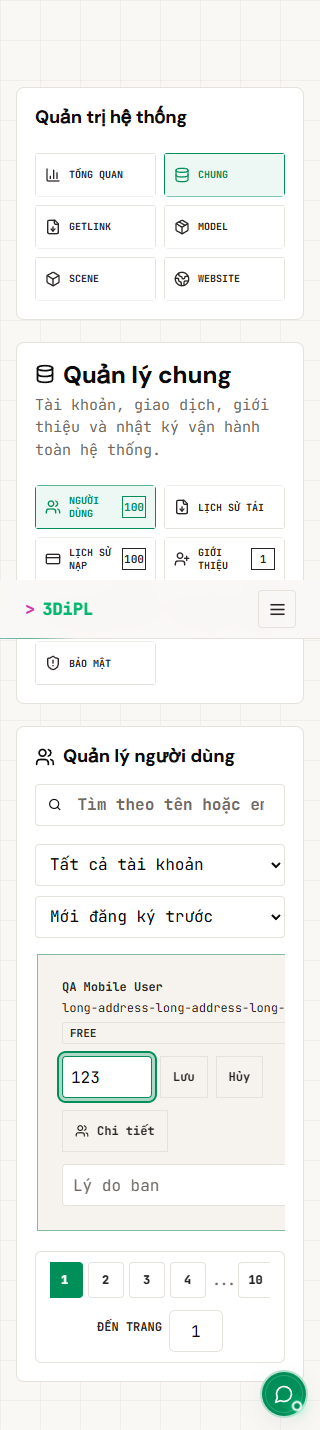 Quản trị hệ thống
TỔNG QUAN
CHUNG
GETLINK
MODEL
SCENE
WEBSITE
Quản lý chung
Tài khoản, giao dịch, giới
thiệu và nhật ký vận hành
toàn hệ thống.
NGƯỜI
DÙNG
100
LỊCH SỬ TẢI
LỊCH SỬ
NẠP
100
GIỚI
THIỆU
1
> 3DiPL
BẢO MẬT
Quản lý người dùng
Tìm theo tên hoặc em
Tất cả tài khoản
Mới đăng ký trước
QA Mobile User
long-address-long-address-long-
FREE
123
Lưu
Hủy
Chi tiết
Lý do ban
1
2
3
4
...
10
ĐẾN TRANG
1